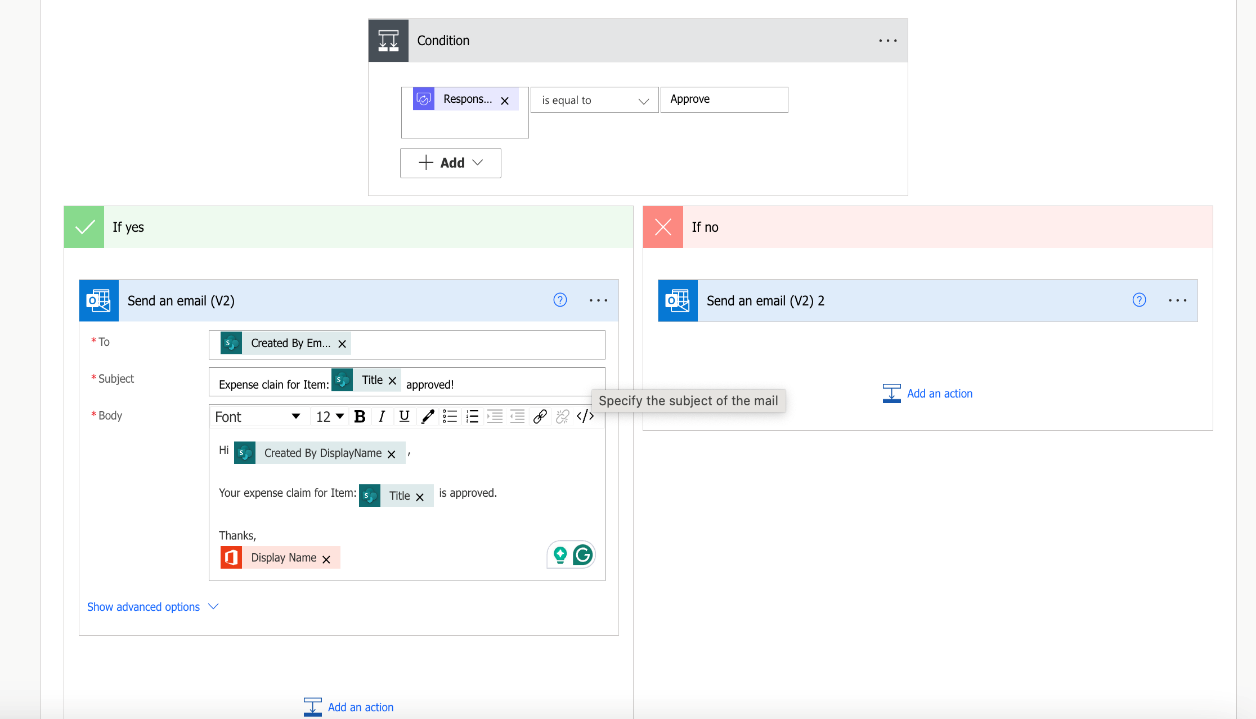 Condition
Respons... is equal to Approve
Add
If yes
If no
Send an email (V2)
Send an email (V2) 2
* To Created By Em...
* Subject Expense clain for Item: Title approved!
Specify the subject of the mail
Add an action
* Body Font 12 B I U </>
Hi Created By DisplayName ,
Your expense claim for Item: Title is approved.
Thanks,
Display Name
Show advanced options
Add an action